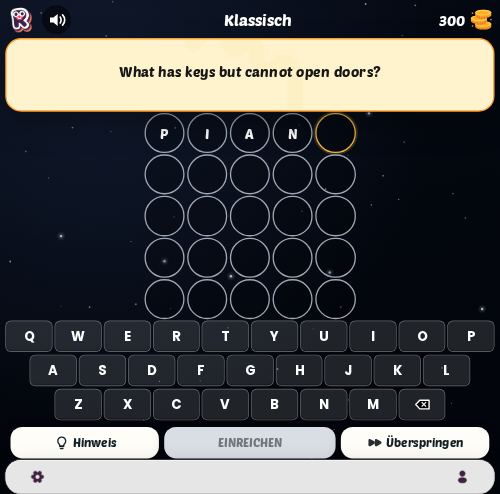 Klassisch
300
What has keys but cannot open doors?
P I A N
Q W E R T Y U I O P
A S D F G H J K L
Z X C V B N M
Hinweis EINREICHEN Überspringen